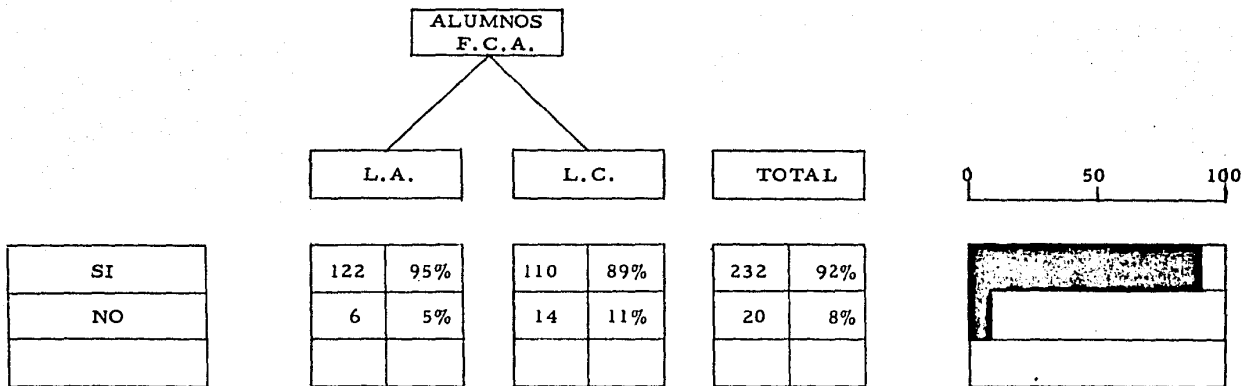 ALUMNOS
F.C.A.
L.A. L.C. TOTAL 0 50 100
SI 122 95% 110 89% 232 92%
NO 6 5% 14 11% 20 8%